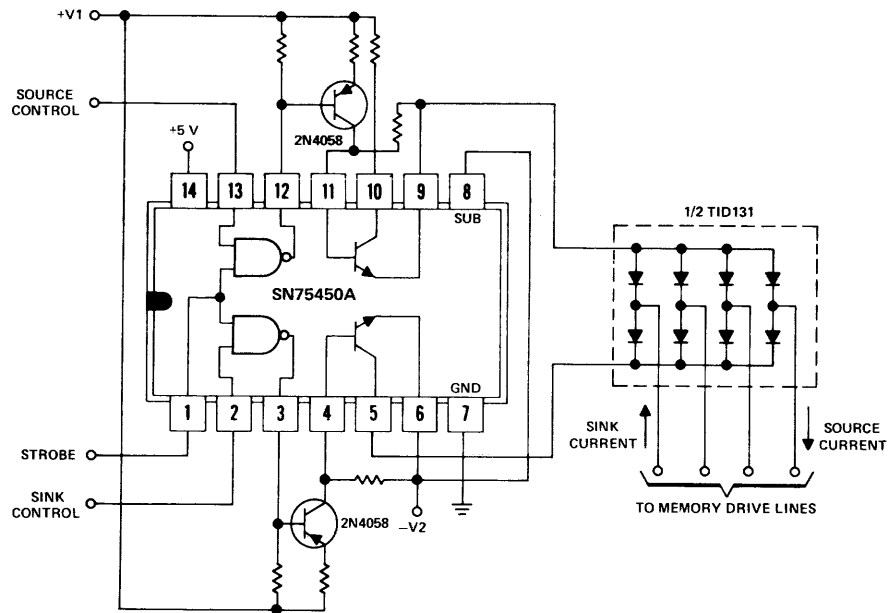 +V1
SOURCE
CONTROL
+5 V
2N4058
14 13 12 11 10 9 8
SUB
1/2 TID131
SN75450A
GND
1 2 3 4 5 6 7
SINK
CURRENT
SOURCE
CURRENT
STROBE
SINK
CONTROL
2N4058
–V2
TO MEMORY DRIVE LINES